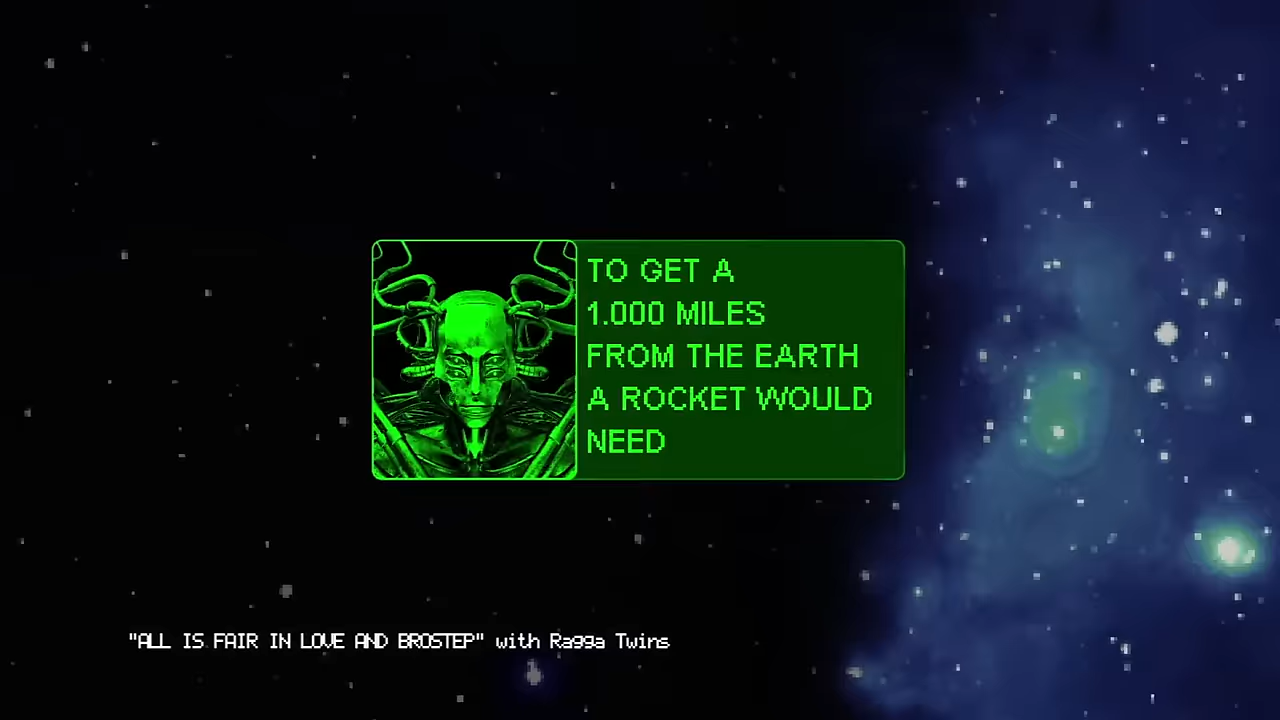 TO GET A
1.000 MILES
FROM THE EARTH
A ROCKET WOULD
NEED
"ALL IS FAIR IN LOVE AND BROSTEP" with Ragga Twins